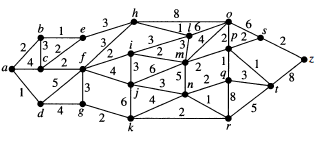 h 8 o
b 1 e 3 l 6 6
2 3 2 3 3 1 4 2 p 2 s 2
a 4 c 2 f 2 i 3 m 2 2 z
1 5 4 3 6 5 2 1 1 8
d 4 g 3 j 3 n 2 q 3 t
2 6 4 2 1 8 5
k 2 r